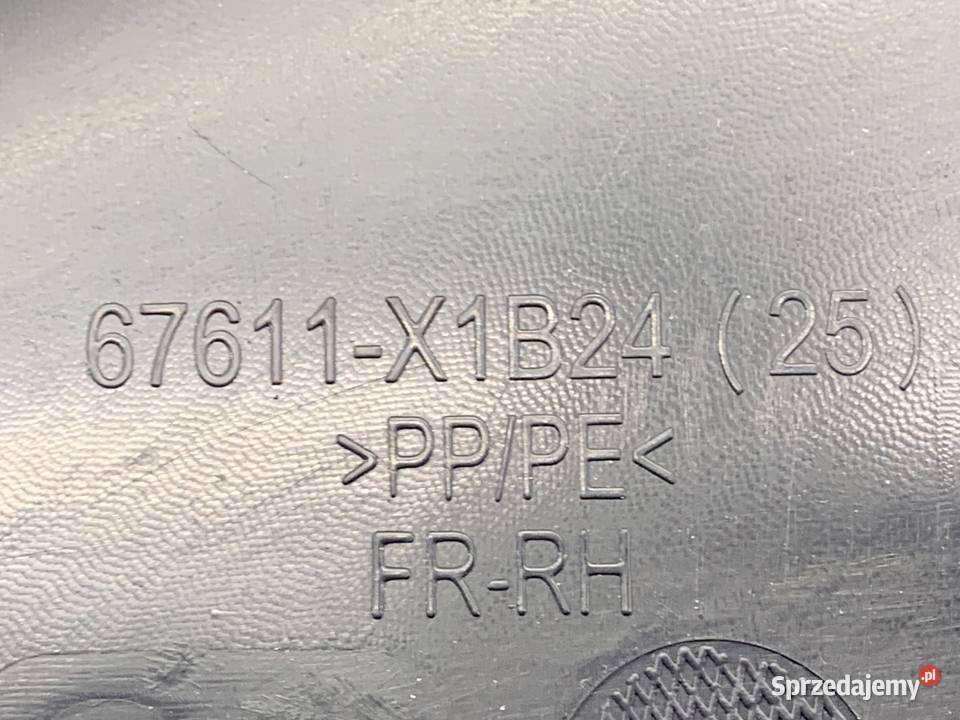 67611-X1B24 (25)
>PP/PE<
FR-RH
Sprzedajemy.pl